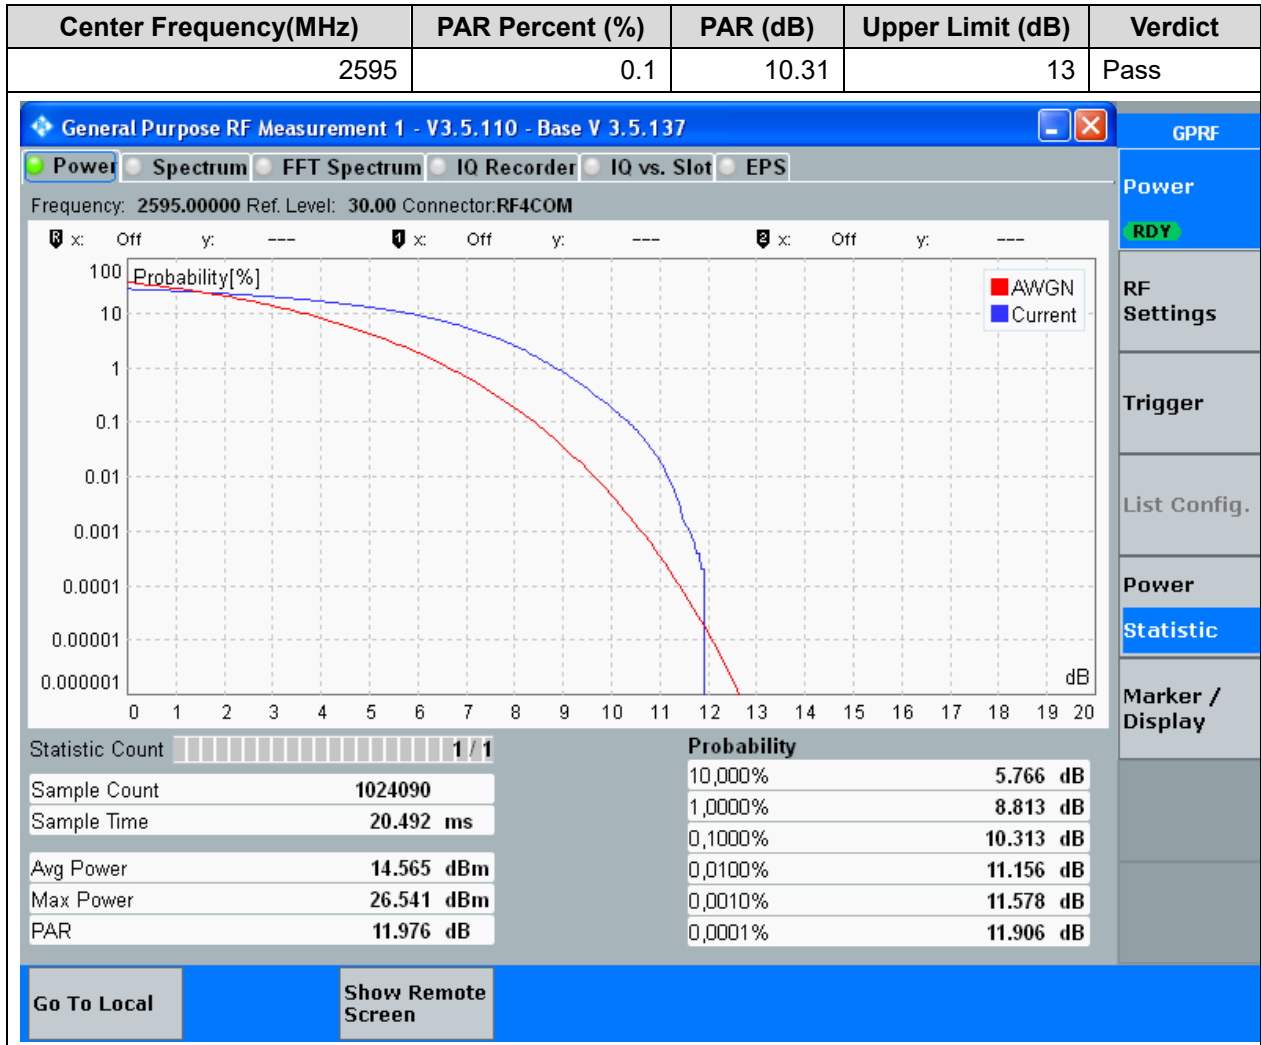 Center Frequency(MHz) PAR Percent (%) PAR (dB) Upper Limit (dB) Verdict
2595 0.1 10.31 13 Pass
General Purpose RF Measurement 1 - V3.5.110 - Base V 3.5.137
GPRF
Power Spectrum FFT Spectrum IQ Recorder IQ vs. Slot EPS
Power
RDY
Frequency: 2595.00000 Ref. Level: 30.00 Connector:RF4COM
R x: Off y: --- 1 x: Off y: --- 2 x: Off y: ---
Probability[%]
AWGN
Current
100
10
1
0.1
0.01
0.001
0.0001
0.00001
0.000001
dB
0 1 2 3 4 5 6 7 8 9 10 11 12 13 14 15 16 17 18 19 20
RF
Settings
Trigger
List Config.
Power
Statistic
Marker /
Display
Statistic Count 1 / 1
Sample Count 1024090
Sample Time 20.492 ms
Avg Power 14.565 dBm
Max Power 26.541 dBm
PAR 11.976 dB
Probability
10,000% 5.766 dB
1,0000% 8.813 dB
0,1000% 10.313 dB
0,0100% 11.156 dB
0,0010% 11.578 dB
0,0001% 11.906 dB
Go To Local
Show Remote
Screen